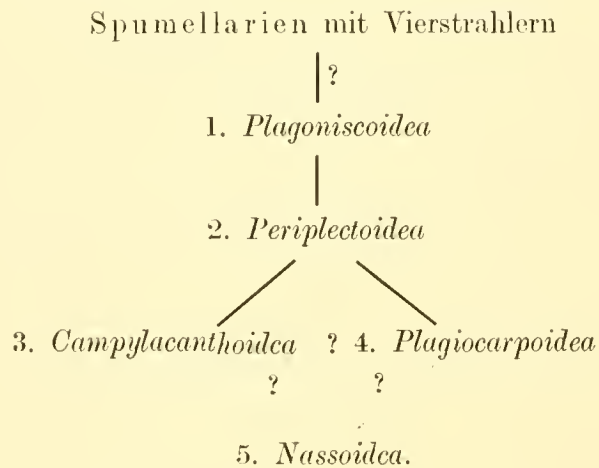 Spumellarien mit Vierstrahlern
?
1. Plagoniscoidea
2. Periplectoidea
3. Campylacanthoidea ? 4. Plagiocarpoidea
? ?
5. Nassoidea.